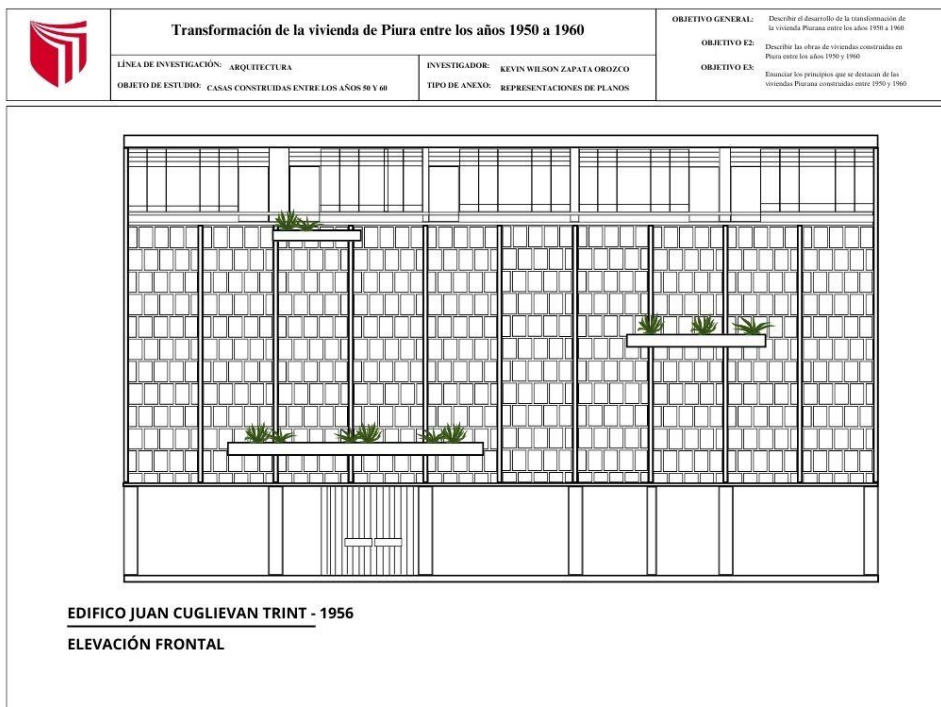 Transformación de la vivienda de Piura entre los años 1950 a 1960
LÍNEA DE INVESTIGACIÓN: ARQUITECTURA
OBJETO DE ESTUDIO: CASAS CONSTRUIDAS ENTRE LOS AÑOS 50 Y 60
INVESTIGADOR: KEVIN WILSON ZAPATA OROZCO
TIPO DE ANEXO: REPRESENTACIONES DE PLANOS
OBJETIVO GENERAL: Describir el desarrollo de la transformación de
la vivienda Piurana entre los años 1950 a 1960
OBJETIVO E2: Describir las obras de viviendas construidas en
Piura entre los años 1950 y 1960
OBJETIVO E3: Enunciar los principios que se destacan de las
viviendas Piurana construidas entre 1950 y 1960
EDIFICO JUAN CUGLIEVAN TRINT - 1956
ELEVACIÓN FRONTAL